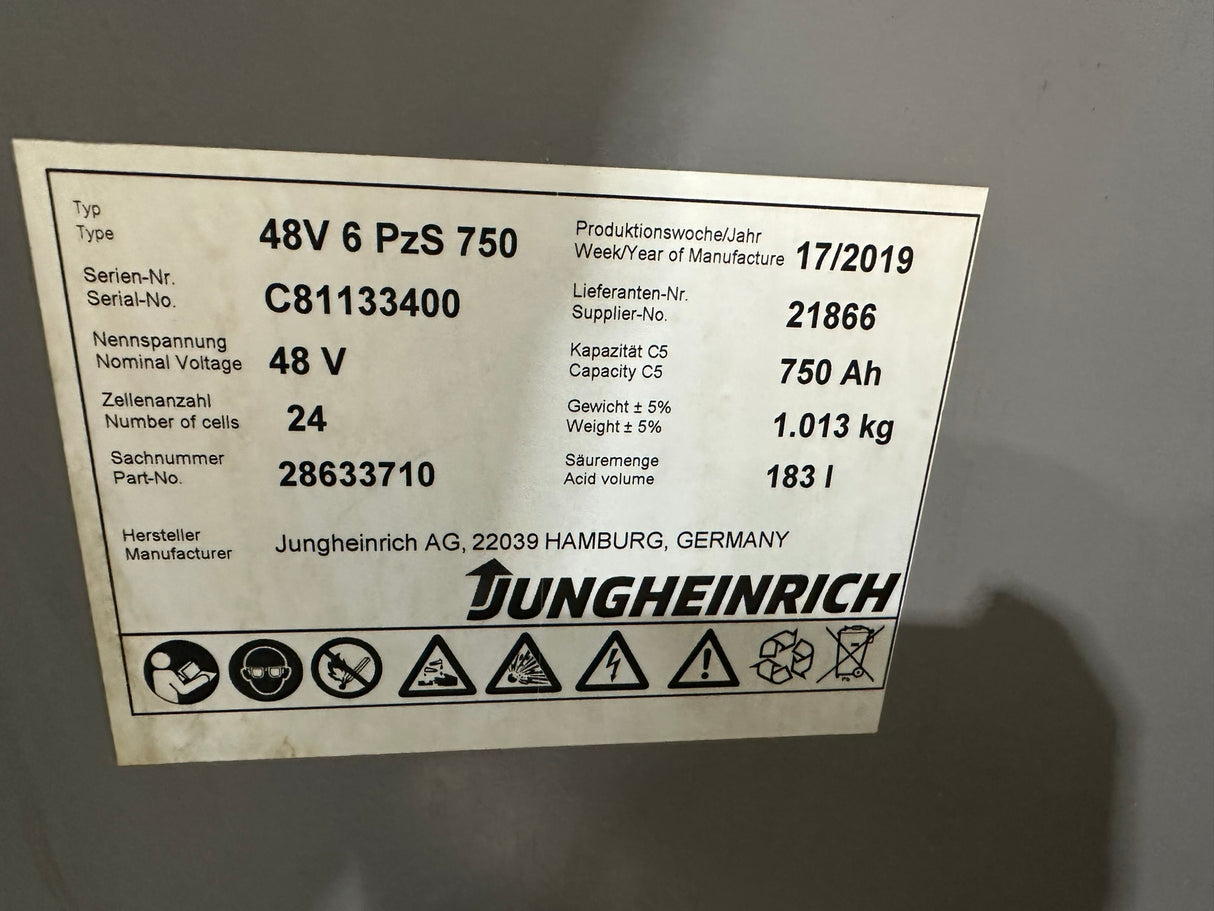 Typ
Type 48V 6 PzS 750
Produktionswoche/Jahr
Week/Year of Manufacture 17/2019
Serien-Nr.
Serial-No. C81133400
Lieferanten-Nr.
Supplier-No. 21866
Nennspannung
Nominal Voltage 48 V
Kapazität C5
Capacity C5 750 Ah
Zellenanzahl
Number of cells 24
Gewicht ± 5%
Weight ± 5% 1.013 kg
Sachnummer
Part-No. 28633710
Säuremenge
Acid volume 183 l
Hersteller
Manufacturer Jungheinrich AG, 22039 HAMBURG, GERMANY
JUNGHEINRICH
Pb